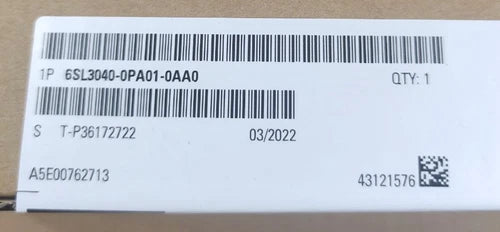 1P 6SL3040-0PA01-0AA0 QTY: 1
S T-P36172722 03/2022
A5E00762713 43121576